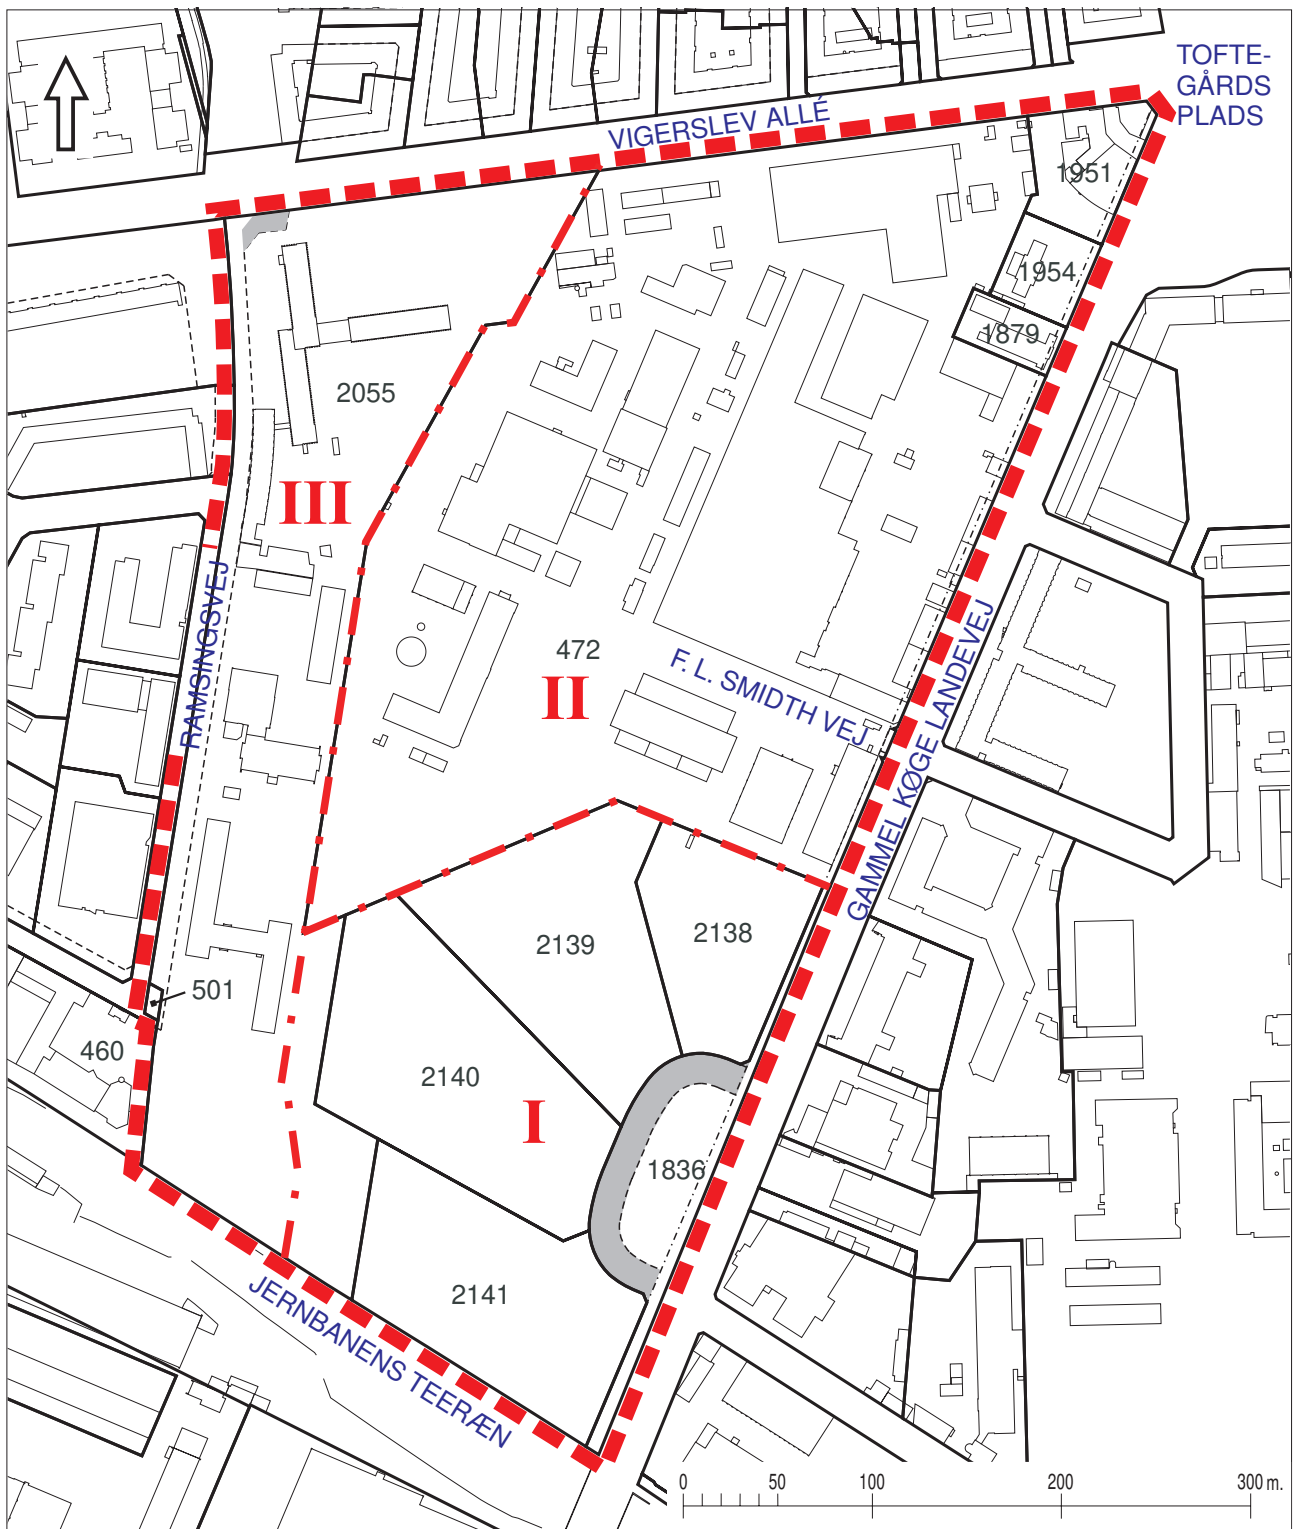 TOFTE-
GÅRDS
PLADS
VIGERSLEV ALLÉ
1951
1954
1879
2055
III
RAMSINGSVEJ
472
II
F. L. SMIDTH VEJ
GAMMEL KØGE LANDEVEJ
2138
2139
501
460
2140
I
1836
2141
JERNBANENS TEERÆN
0 50 100 200 300 m.